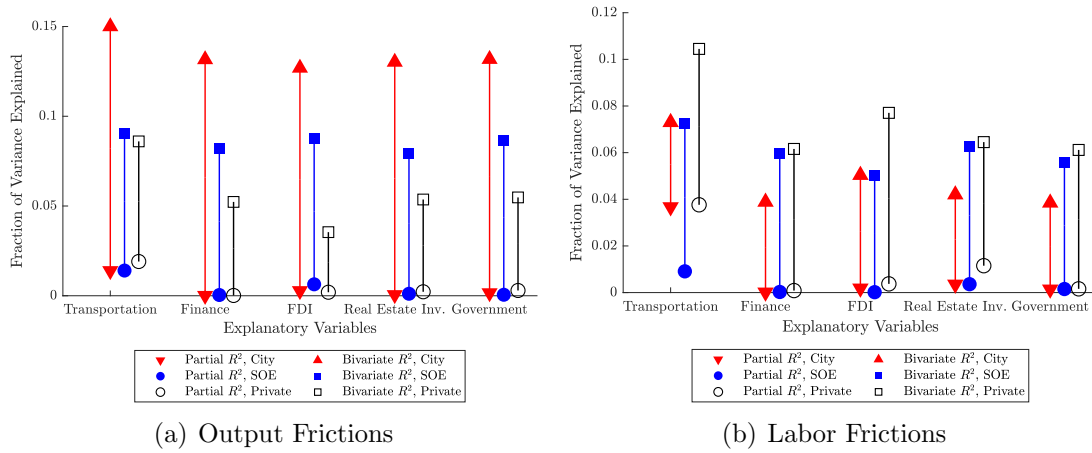 0.15
0.1
0.05
0
Fraction of Variance Explained
Transportation Finance FDI Real Estate Inv. Government
Explanatory Variables
Partial R², City Bivariate R², City
Partial R², SOE Bivariate R², SOE
Partial R², Private Bivariate R², Private
(a) Output Frictions
0.12
0.1
0.08
0.06
0.04
0.02
0
Fraction of Variance Explained
Transportation Finance FDI Real Estate Inv. Government
Explanatory Variables
Partial R², City Bivariate R², City
Partial R², SOE Bivariate R², SOE
Partial R², Private Bivariate R², Private
(b) Labor Frictions